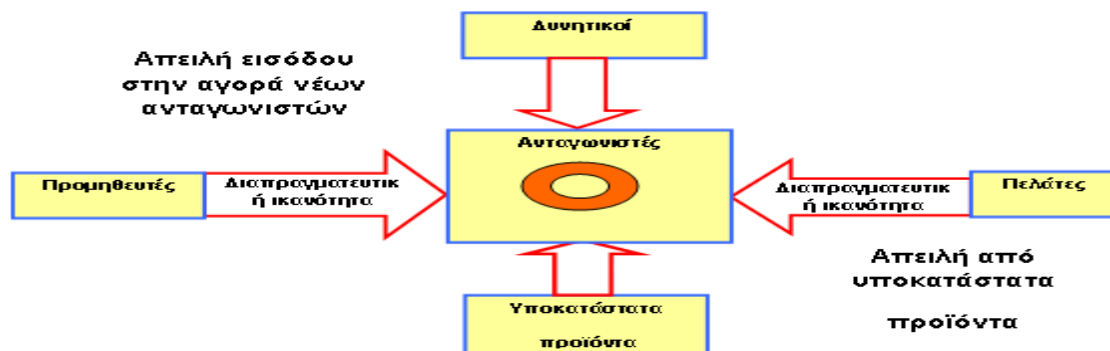 Δυνητικοί
Απειλή εισόδου
στην αγορά νέων
ανταγωνιστών
Ανταγωνιστές
Προμηθευτές
Διαπραγματευτικ
ή ικανότητα
Διαπραγματευτικ
ή ικανότητα
Πελάτες
Απειλή από
υποκατάστατα
προϊόντα
Υποκατάστατα
προϊόντα